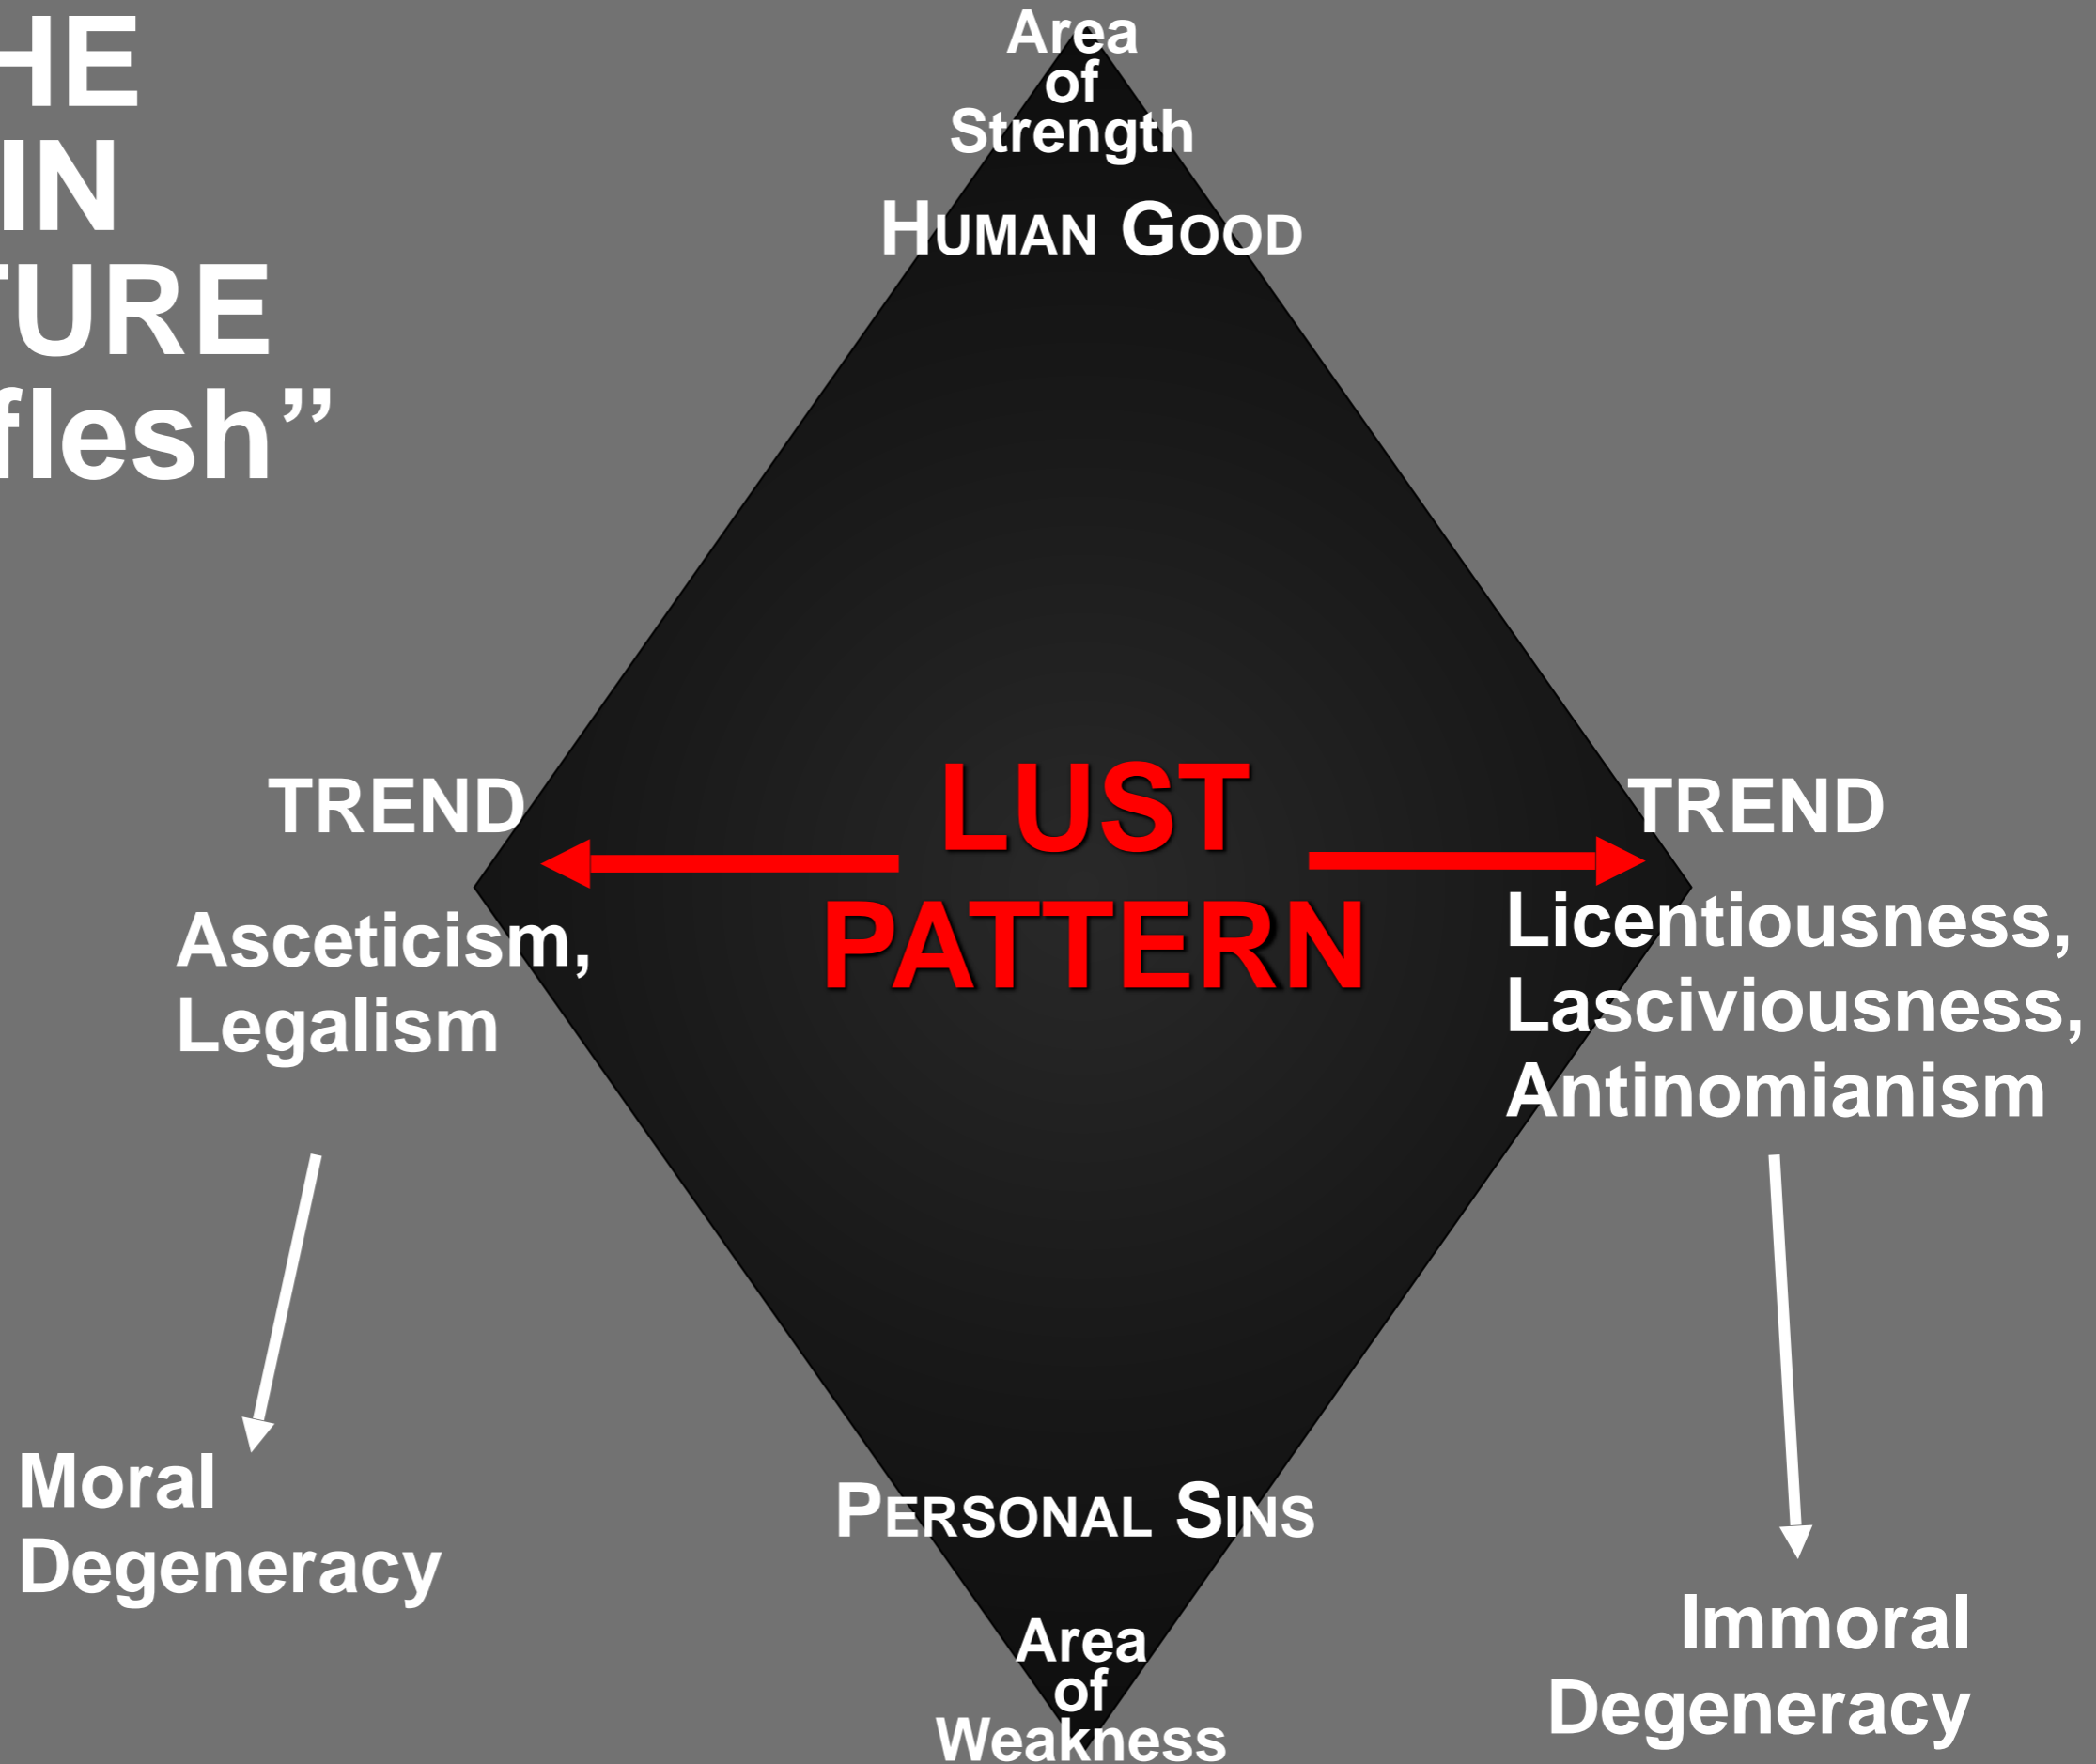 HE
IN
TURE
flesh”
Area
of
Strength
HUMAN GOOD
LUST
PATTERN
TREND
Asceticism,
Legalism
TREND
Licentiousness,
Lasciviousness,
Antinomianism
Moral
Degeneracy
Immoral
Degeneracy
PERSONAL SINS
Area
of
Weakness